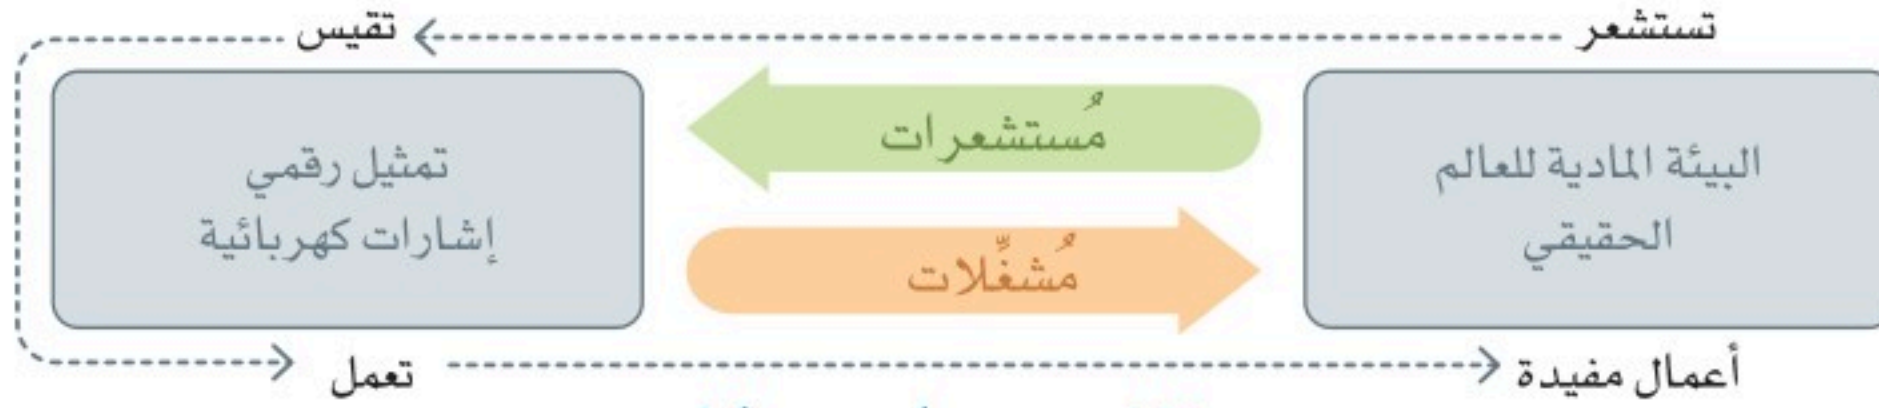 تستشعر
تقيس
البيئة المادية للعالم
الحقيقي
مُستشعرات
مُشغِّلات
تمثيل رقمي
إشارات كهربائية
تعمل
أعمال مفيدة